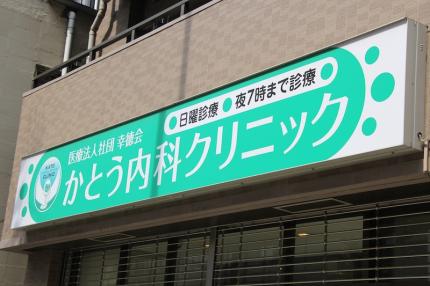 日曜診療・夜7時まで診療
医療法人社団 幸徳会
かとう内科クリニック